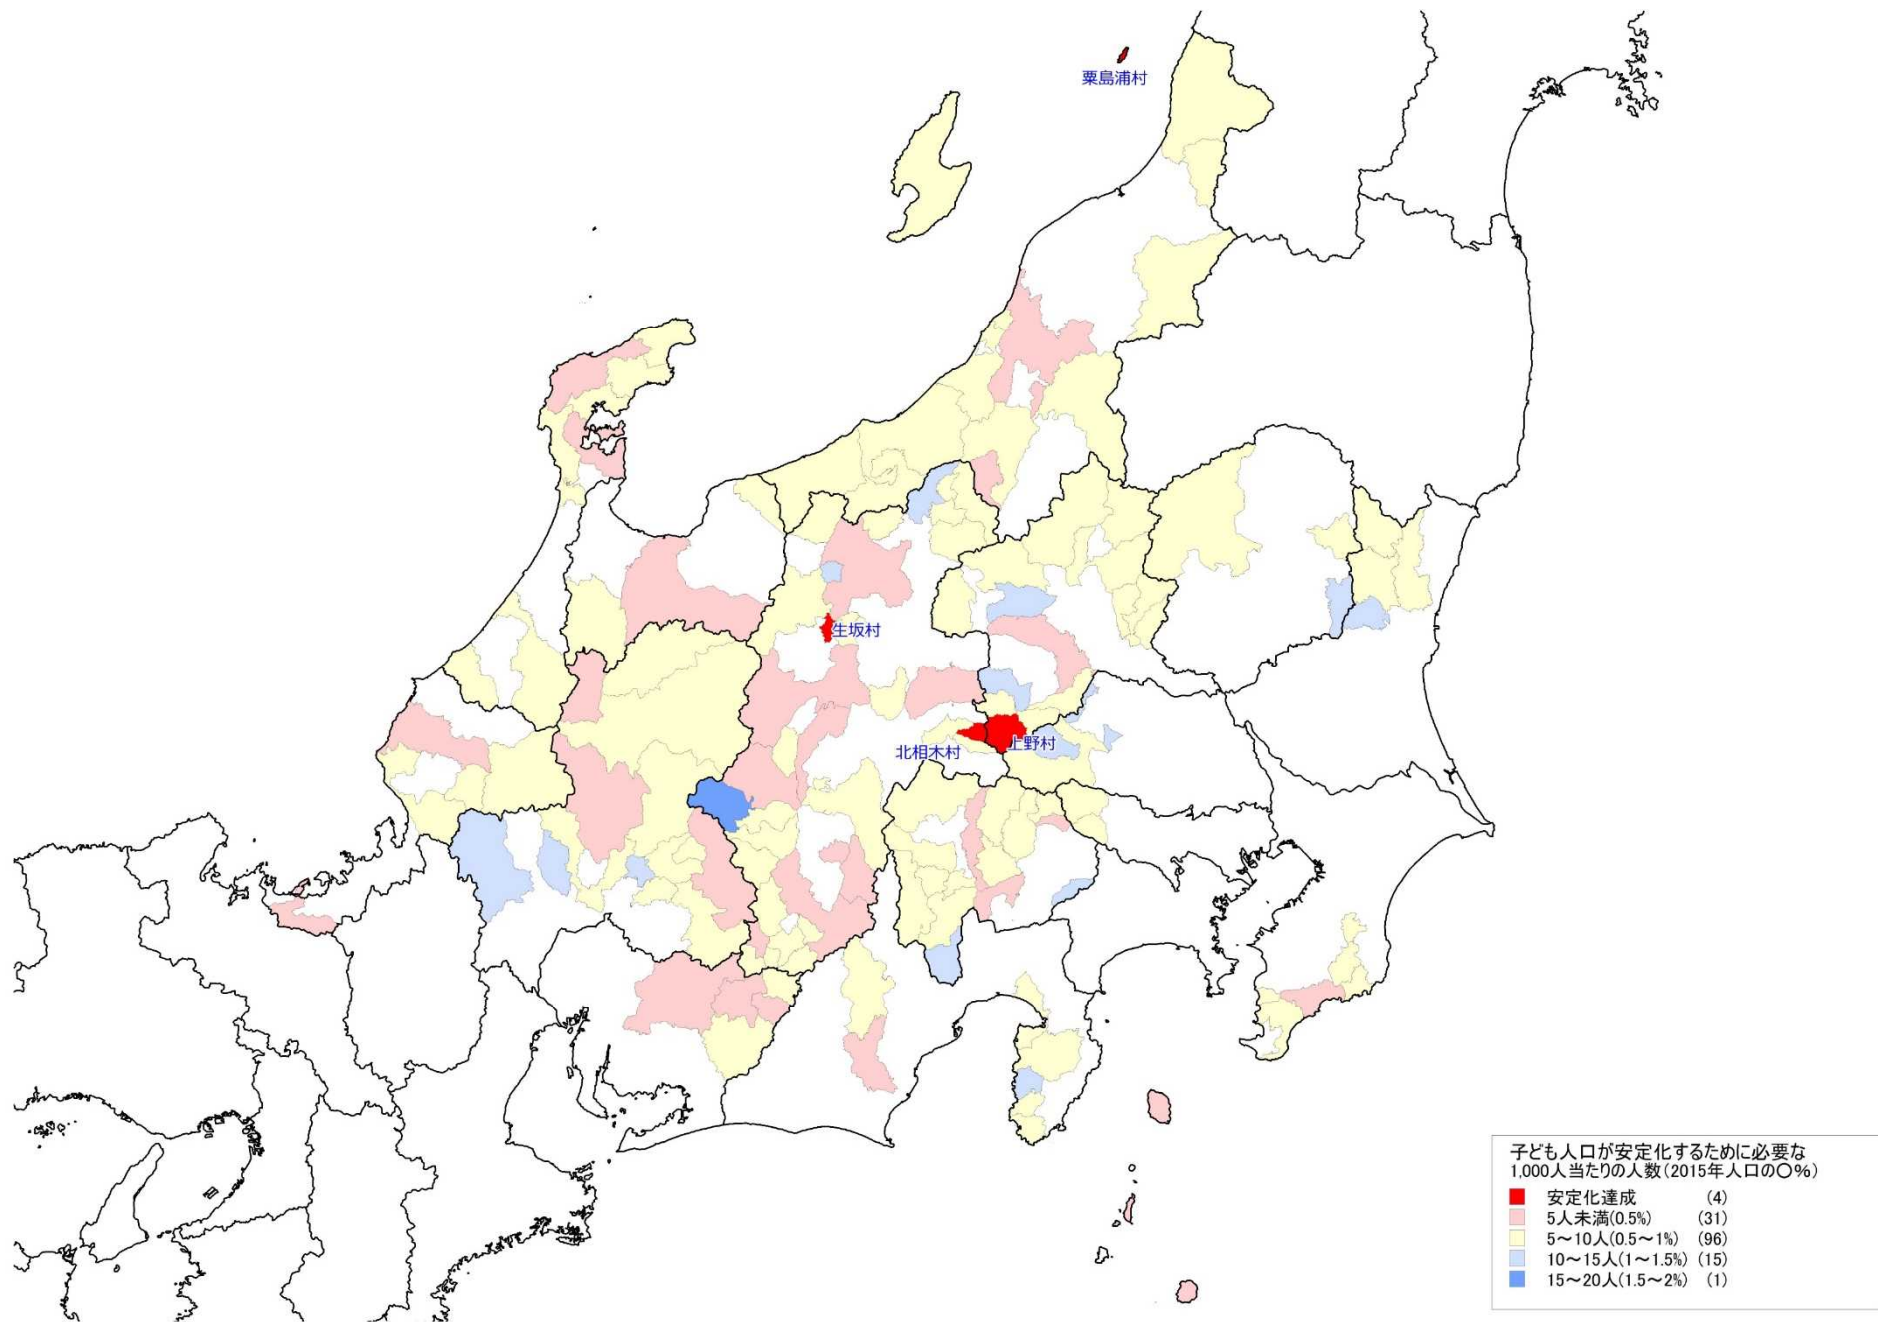 粟島浦村
生坂村
北相木村
上野村
子ども人口が安定化するために必要な
1,000人当たりの人数(2015年人口の○%)
安定化達成 (4)
5人未満(0.5%) (31)
5～10人(0.5～1%) (96)
10～15人(1～1.5%) (15)
15～20人(1.5～2%) (1)